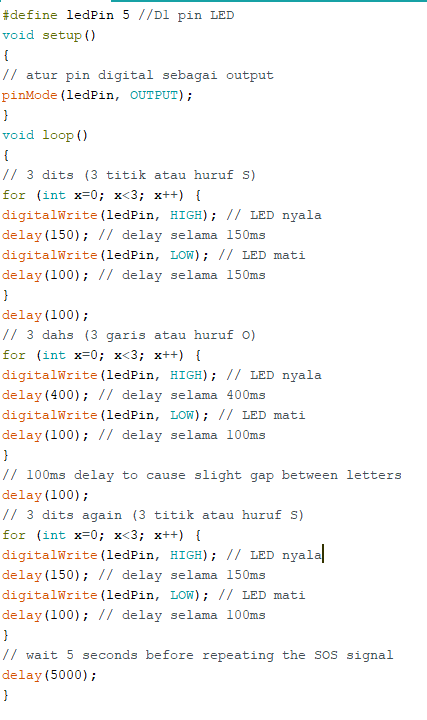 #define ledPin 5 //D1 pin LED
void setup()
{
// atur pin digital sebagai output
pinMode(ledPin, OUTPUT);
}
void loop()
{
// 3 dits (3 titik atau huruf S)
for (int x=0; x<3; x++) {
digitalWrite(ledPin, HIGH); // LED nyala
delay(150); // delay selama 150ms
digitalWrite(ledPin, LOW); // LED mati
delay(100); // delay selama 150ms
}
delay(100);
// 3 dahs (3 garis atau huruf O)
for (int x=0; x<3; x++) {
digitalWrite(ledPin, HIGH); // LED nyala
delay(400); // delay selama 400ms
digitalWrite(ledPin, LOW); // LED mati
delay(100); // delay selama 100ms
}
// 100ms delay to cause slight gap between letters
delay(100);
// 3 dits again (3 titik atau huruf S)
for (int x=0; x<3; x++) {
digitalWrite(ledPin, HIGH); // LED nyala
delay(150); // delay selama 150ms
digitalWrite(ledPin, LOW); // LED mati
delay(100); // delay selama 100ms
}
// wait 5 seconds before repeating the SOS signal
delay(5000);
}